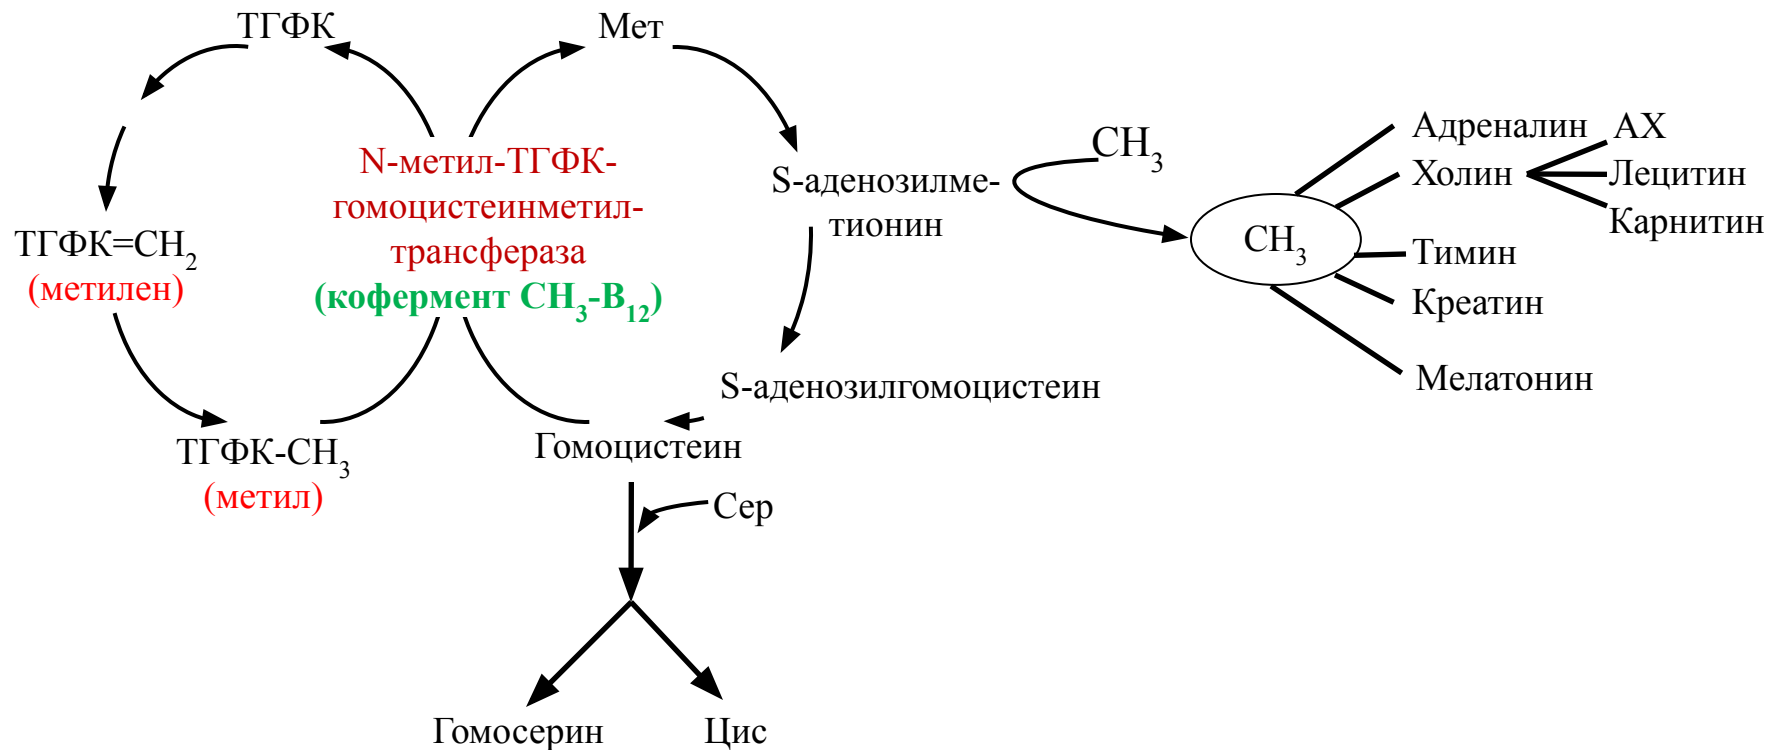 ТГФК
Мет
N-метил-ТГФК-
гомоцистеинметил-
трансфераза
(кофермент CH₃-B₁₂)
ТГФК=CH₂
(метилен)
ТГФК-CH₃
(метил)
S-аденозилме-
тионин
CH₃
CH₃
Адреналин
Холин
АХ
Лецитин
Карнитин
Тимин
Креатин
Мелатонин
S-аденозилгомоцистеин
Гомоцистеин
Сер
Гомосерин
Цис